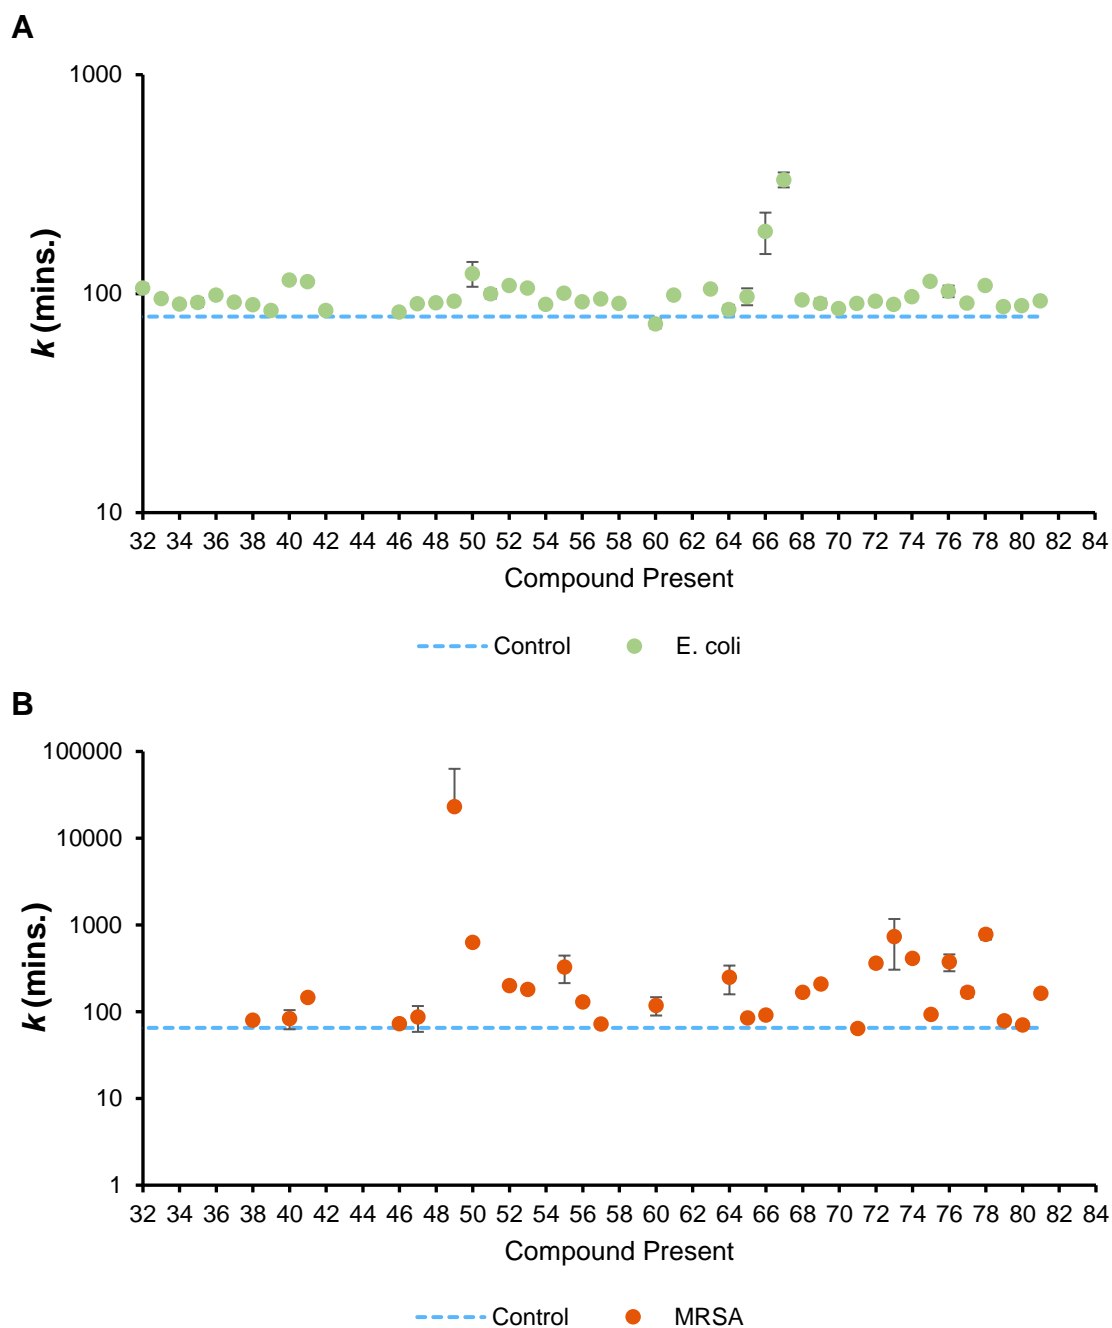 A
1000
100
10
k (mins.)
32 34 36 38 40 42 44 46 48 50 52 54 56 58 60 62 64 66 68 70 72 74 76 78 80 82 84
Compound Present
Control E. coli
B
100000
10000
1000
100
10
1
k (mins.)
32 34 36 38 40 42 44 46 48 50 52 54 56 58 60 62 64 66 68 70 72 74 76 78 80 82 84
Compound Present
Control MRSA